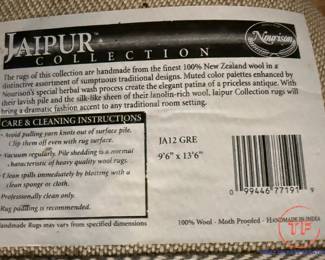 JAIPUR™
COLLECTION
Nourison
The rugs of this collection are handmade from the finest 100% New Zealand wool in a
distinctive assortment of sumptuous traditional designs. Muted color palettes enhanced by
Nourison's special herbal wash process create the elegant patina of a priceless antique. With
their lavish pile and the silk-like sheen of their lanolin-rich wool, Jaipur Collection rugs will
bring a dramatic fashion accent to any traditional room setting.
CARE & CLEANING INSTRUCTIONS
- Avoid pulling yarn knots out of surface pile.
Clip them off even with rug surface.
Vacuum regularly. Pile shedding is a normal
characteristic of heavy quality wool rugs.
Clean spills immediately by blotting with a
clean sponge or cloth.
Professionally clean only.
Rug padding is recommended.
Handmade Rugs may vary from specified dimensions
JA12 GRE
9'6" x 13'6"
0 99446 77191 9
100% Wool - Moth Proofed - HANDMADE IN INDIA
TF